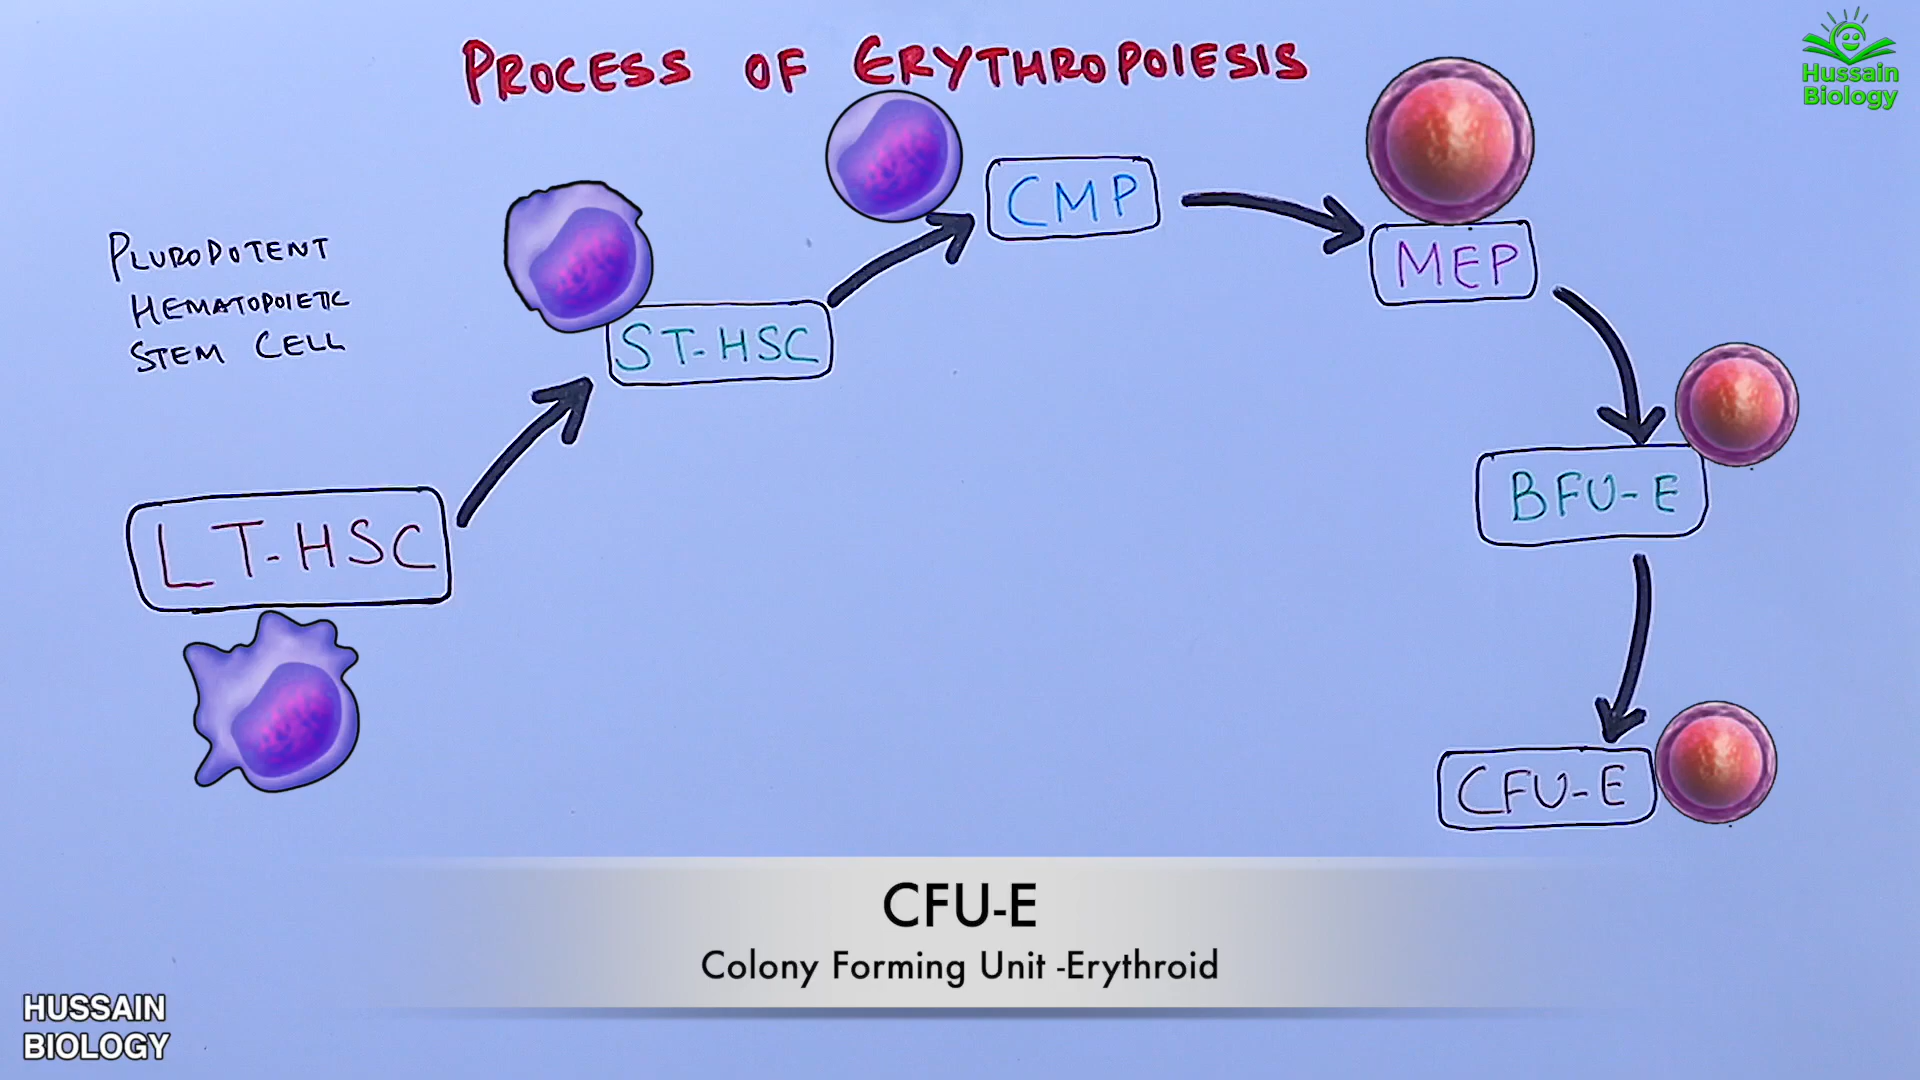 PROCESS OF ERYTHROPOIESIS
Hussain
Biology
PLUROPOTENT
HEMATOPOIETIC
STEM CELL
LT-HSC
ST-HSC
CMP
MEP
BFU-E
CFU-E
CFU-E
Colony Forming Unit -Erythroid
HUSSAIN
BIOLOGY